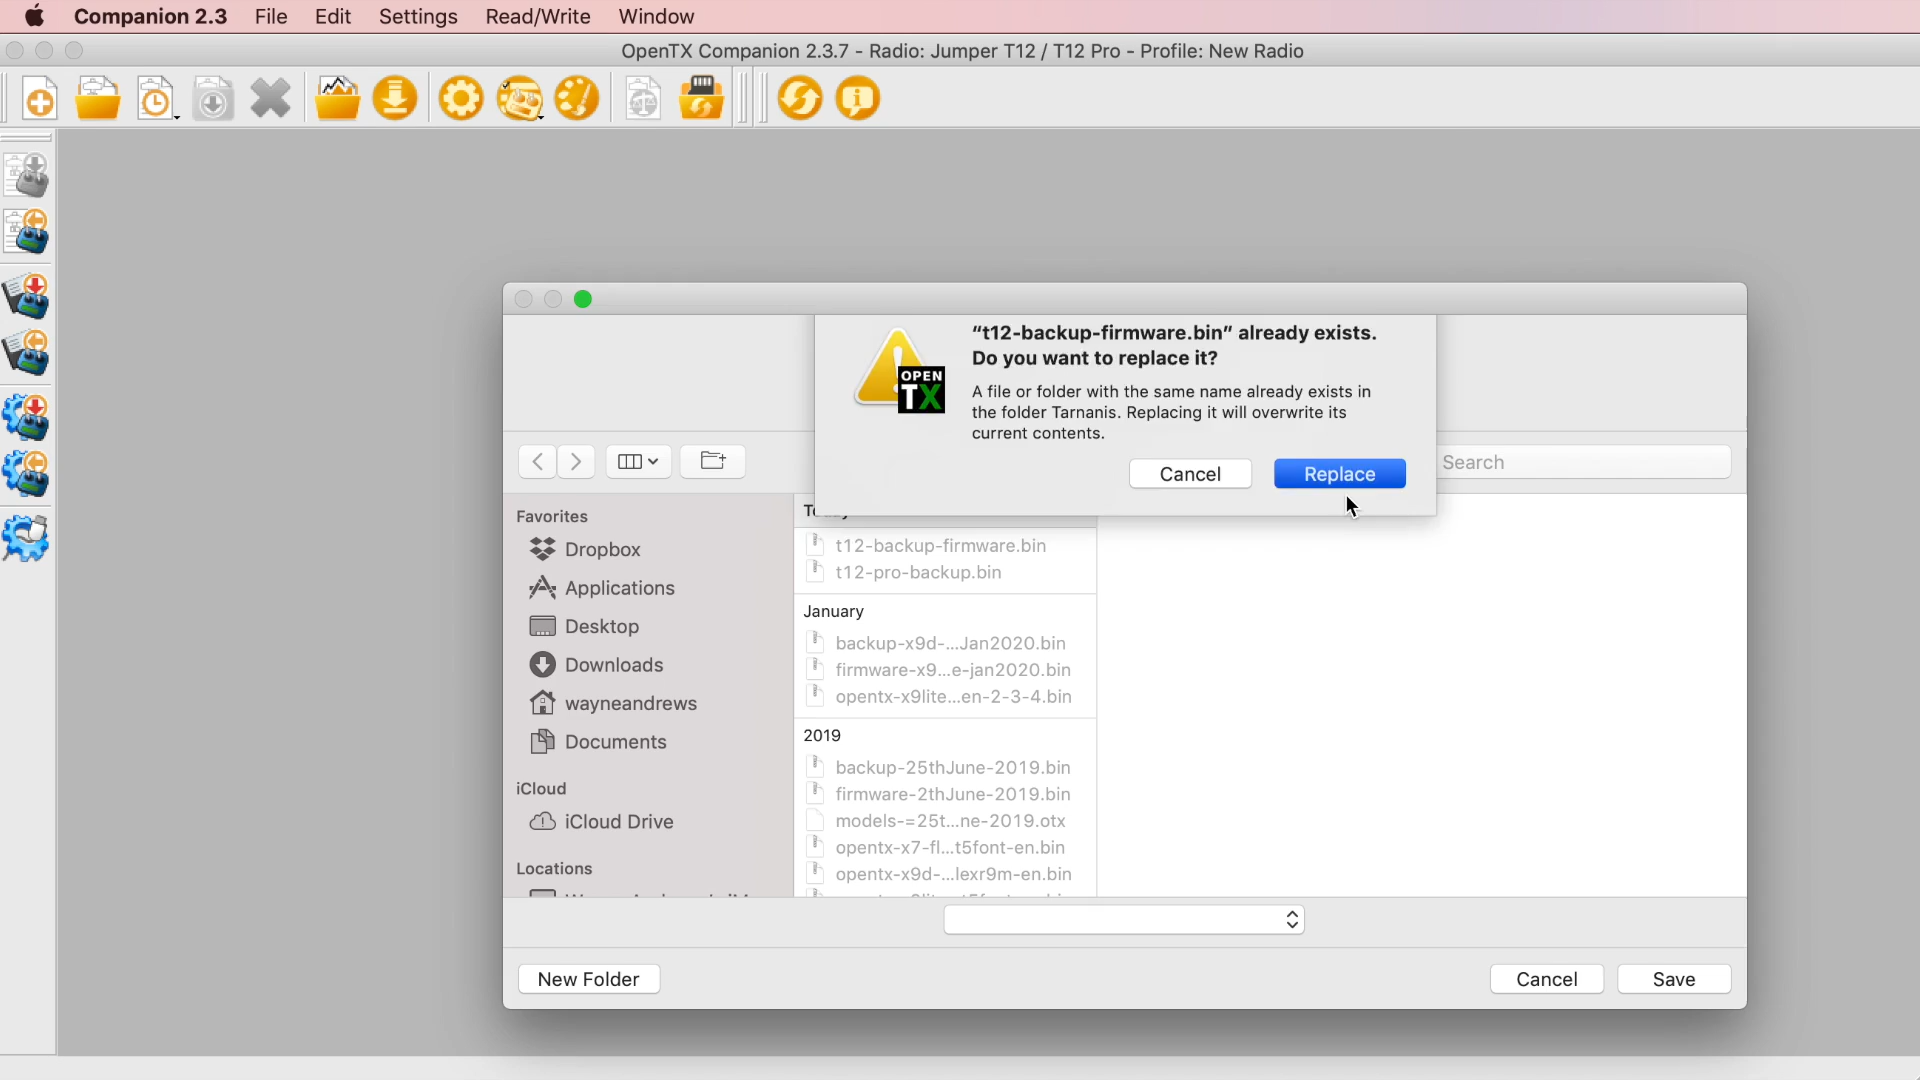 Companion 2.3 File Edit Settings Read/Write Window
OpenTX Companion 2.3.7 - Radio: Jumper T12 / T12 Pro - Profile: New Radio
“t12-backup-firmware.bin” already exists.
Do you want to replace it?
OPEN
TX
A file or folder with the same name already exists in
the folder Tarnanis. Replacing it will overwrite its
current contents.
Cancel Replace
Search
Favorites
Dropbox
Applications
Desktop
Downloads
wayneandrews
Documents
iCloud
iCloud Drive
Locations
t12-backup-firmware.bin
t12-pro-backup.bin
January
backup-x9d-...Jan2020.bin
firmware-x9...e-jan2020.bin
opentx-x9lite...en-2-3-4.bin
2019
backup-25thJune-2019.bin
firmware-2thJune-2019.bin
models-=25t...ne-2019.otx
opentx-x7-fl...t5font-en.bin
opentx-x9d-...lexr9m-en.bin
New Folder Cancel Save